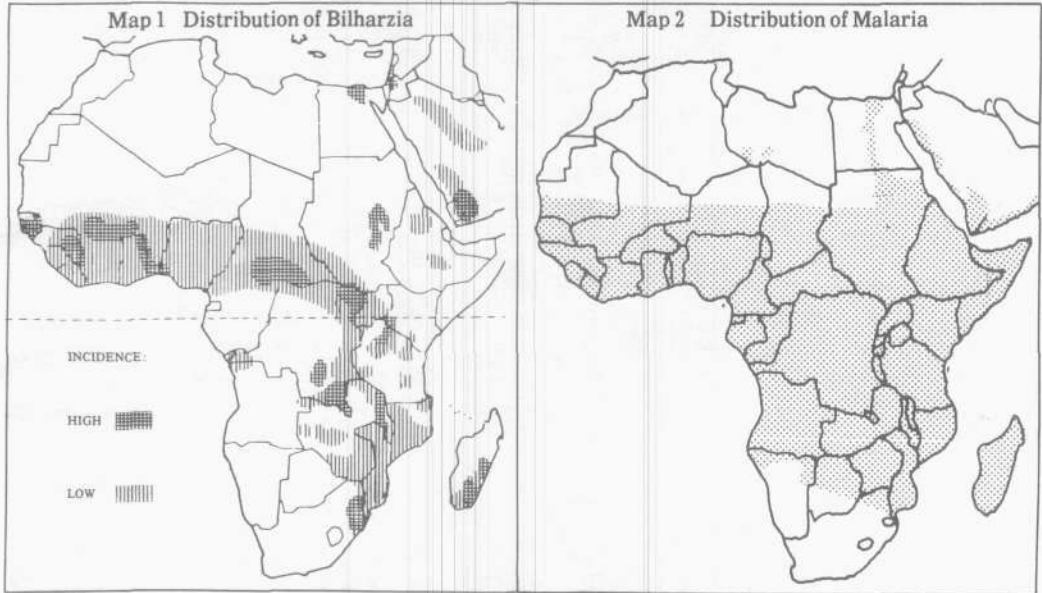 Map 1 Distribution of Bilharzia
Map 2 Distribution of Malaria
INCIDENCE:
HIGH
LOW